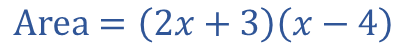 Area = (2x + 3)(x − 4)